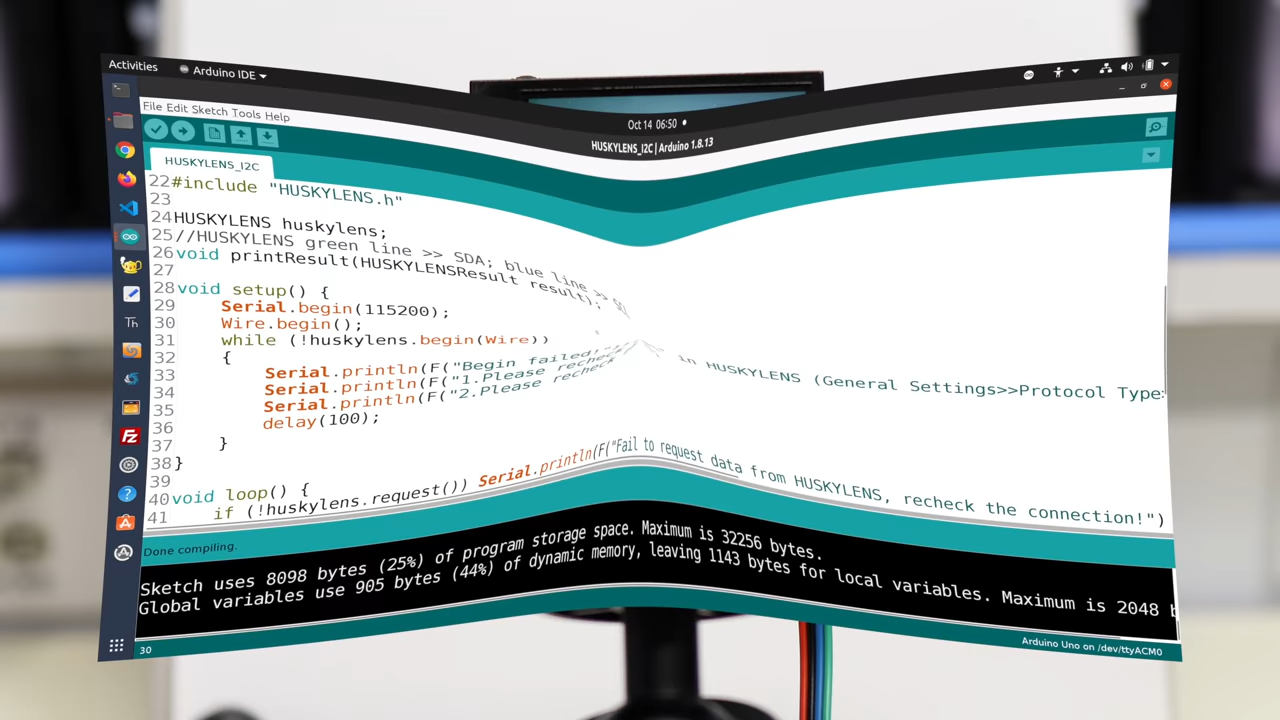 Activities
Arduino IDE
Oct 14 06:50
HUSKYLENS_I2C | Arduino 1.8.13
File Edit Sketch Tools Help
HUSKYLENS_I2C
22 #include "HUSKYLENS.h"
23
24 HUSKYLENS huskylens;
25 //HUSKYLENS green line >> SDA; blue line >>
26 void printResult(HUSKYLENSResult result);
27
28 void setup() {
29 Serial.begin(115200);
30 Wire.begin();
31 while (!huskylens.begin(Wire))
32 {
33 Serial.println(F("Begin failed!"
34 Serial.println(F("1.Please recheck in HUSKYLENS (General Settings>>Protocol Type
35 Serial.println(F("2.Please recheck
36 delay(100);
37 }
38 }
39
40 void loop() {
41 if (!huskylens.request()) Serial.println(F("Fail to request data from HUSKYLENS, recheck the connection!")
Done compiling.
Sketch uses 8098 bytes (25%) of program storage space. Maximum is 32256 bytes.
Global variables use 905 bytes (44%) of dynamic memory, leaving 1143 bytes for local variables. Maximum is 2048
30
Arduino Uno on /dev/ttyACM0